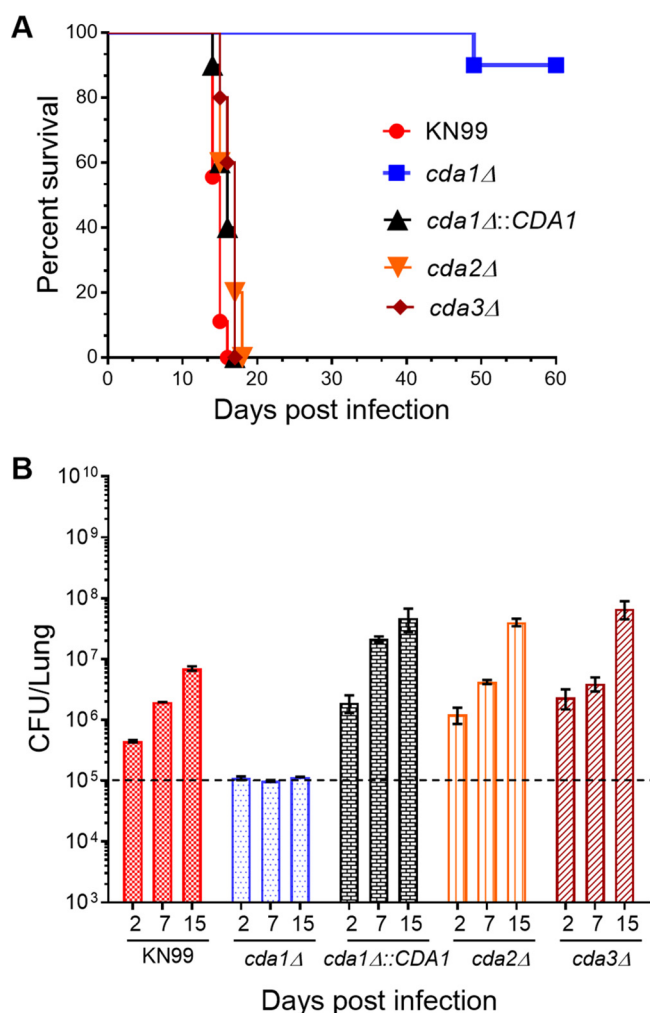 A
Percent survival
100
80
60
40
20
0
0 10 20 30 40 50 60
Days post infection
KN99
cda1Δ
cda1Δ::CDA1
cda2Δ
cda3Δ
B
CFU/Lung
10¹⁰
10⁹
10⁸
10⁷
10⁶
10⁵
10⁴
10³
2 7 15 2 7 15 2 7 15 2 7 15 2 7 15
KN99 cda1Δ cda1Δ::CDA1 cda2Δ cda3Δ
Days post infection